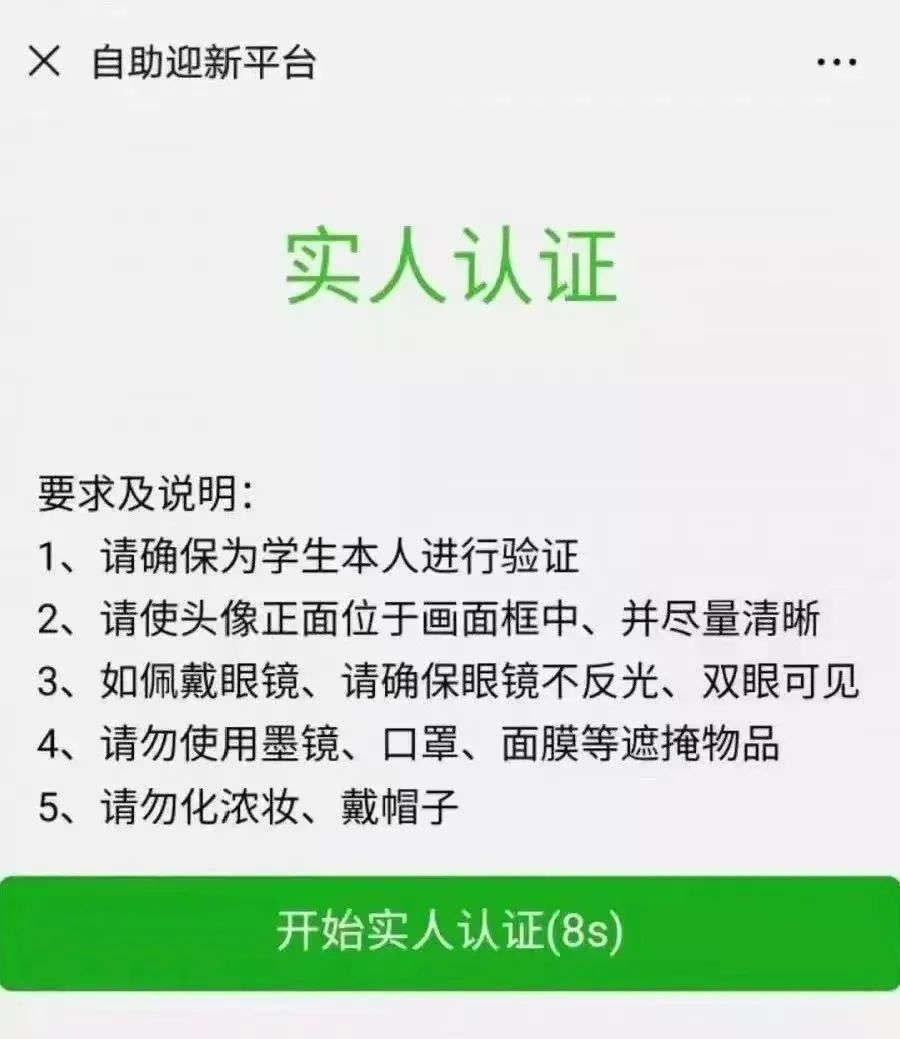 自助迎新平台
实人认证
要求及说明：
1、请确保为学生本人进行验证
2、请使头像正面位于画面框中、并尽量清晰
3、如佩戴眼镜、请确保眼镜不反光、双眼可见
4、请勿使用墨镜、口罩、面膜等遮掩物品
5、请勿化浓妆、戴帽子
开始实人认证(8s)